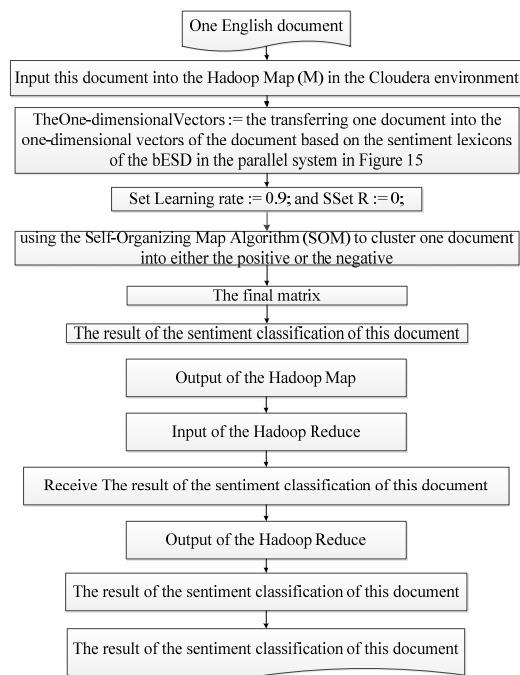 One English document
Input this document into the Hadoop Map (M) in the Cloudera environment
TheOne-dimensionalVectors := the transferring one document into the
one-dimensional vectors of the document based on the sentiment lexicons
of the bESD in the parallel system in Figure 15
Set Learning rate := 0.9; and SSet R := 0;
using the Self-Organizing Map Algorithm (SOM) to cluster one document
into either the positive or the negative
The final matrix
The result of the sentiment classification of this document
Output of the Hadoop Map
Input of the Hadoop Reduce
Receive The result of the sentiment classification of this document
Output of the Hadoop Reduce
The result of the sentiment classification of this document
The result of the sentiment classification of this document